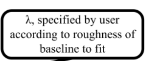 λ, specified by user
according to roughness of
baseline to fit